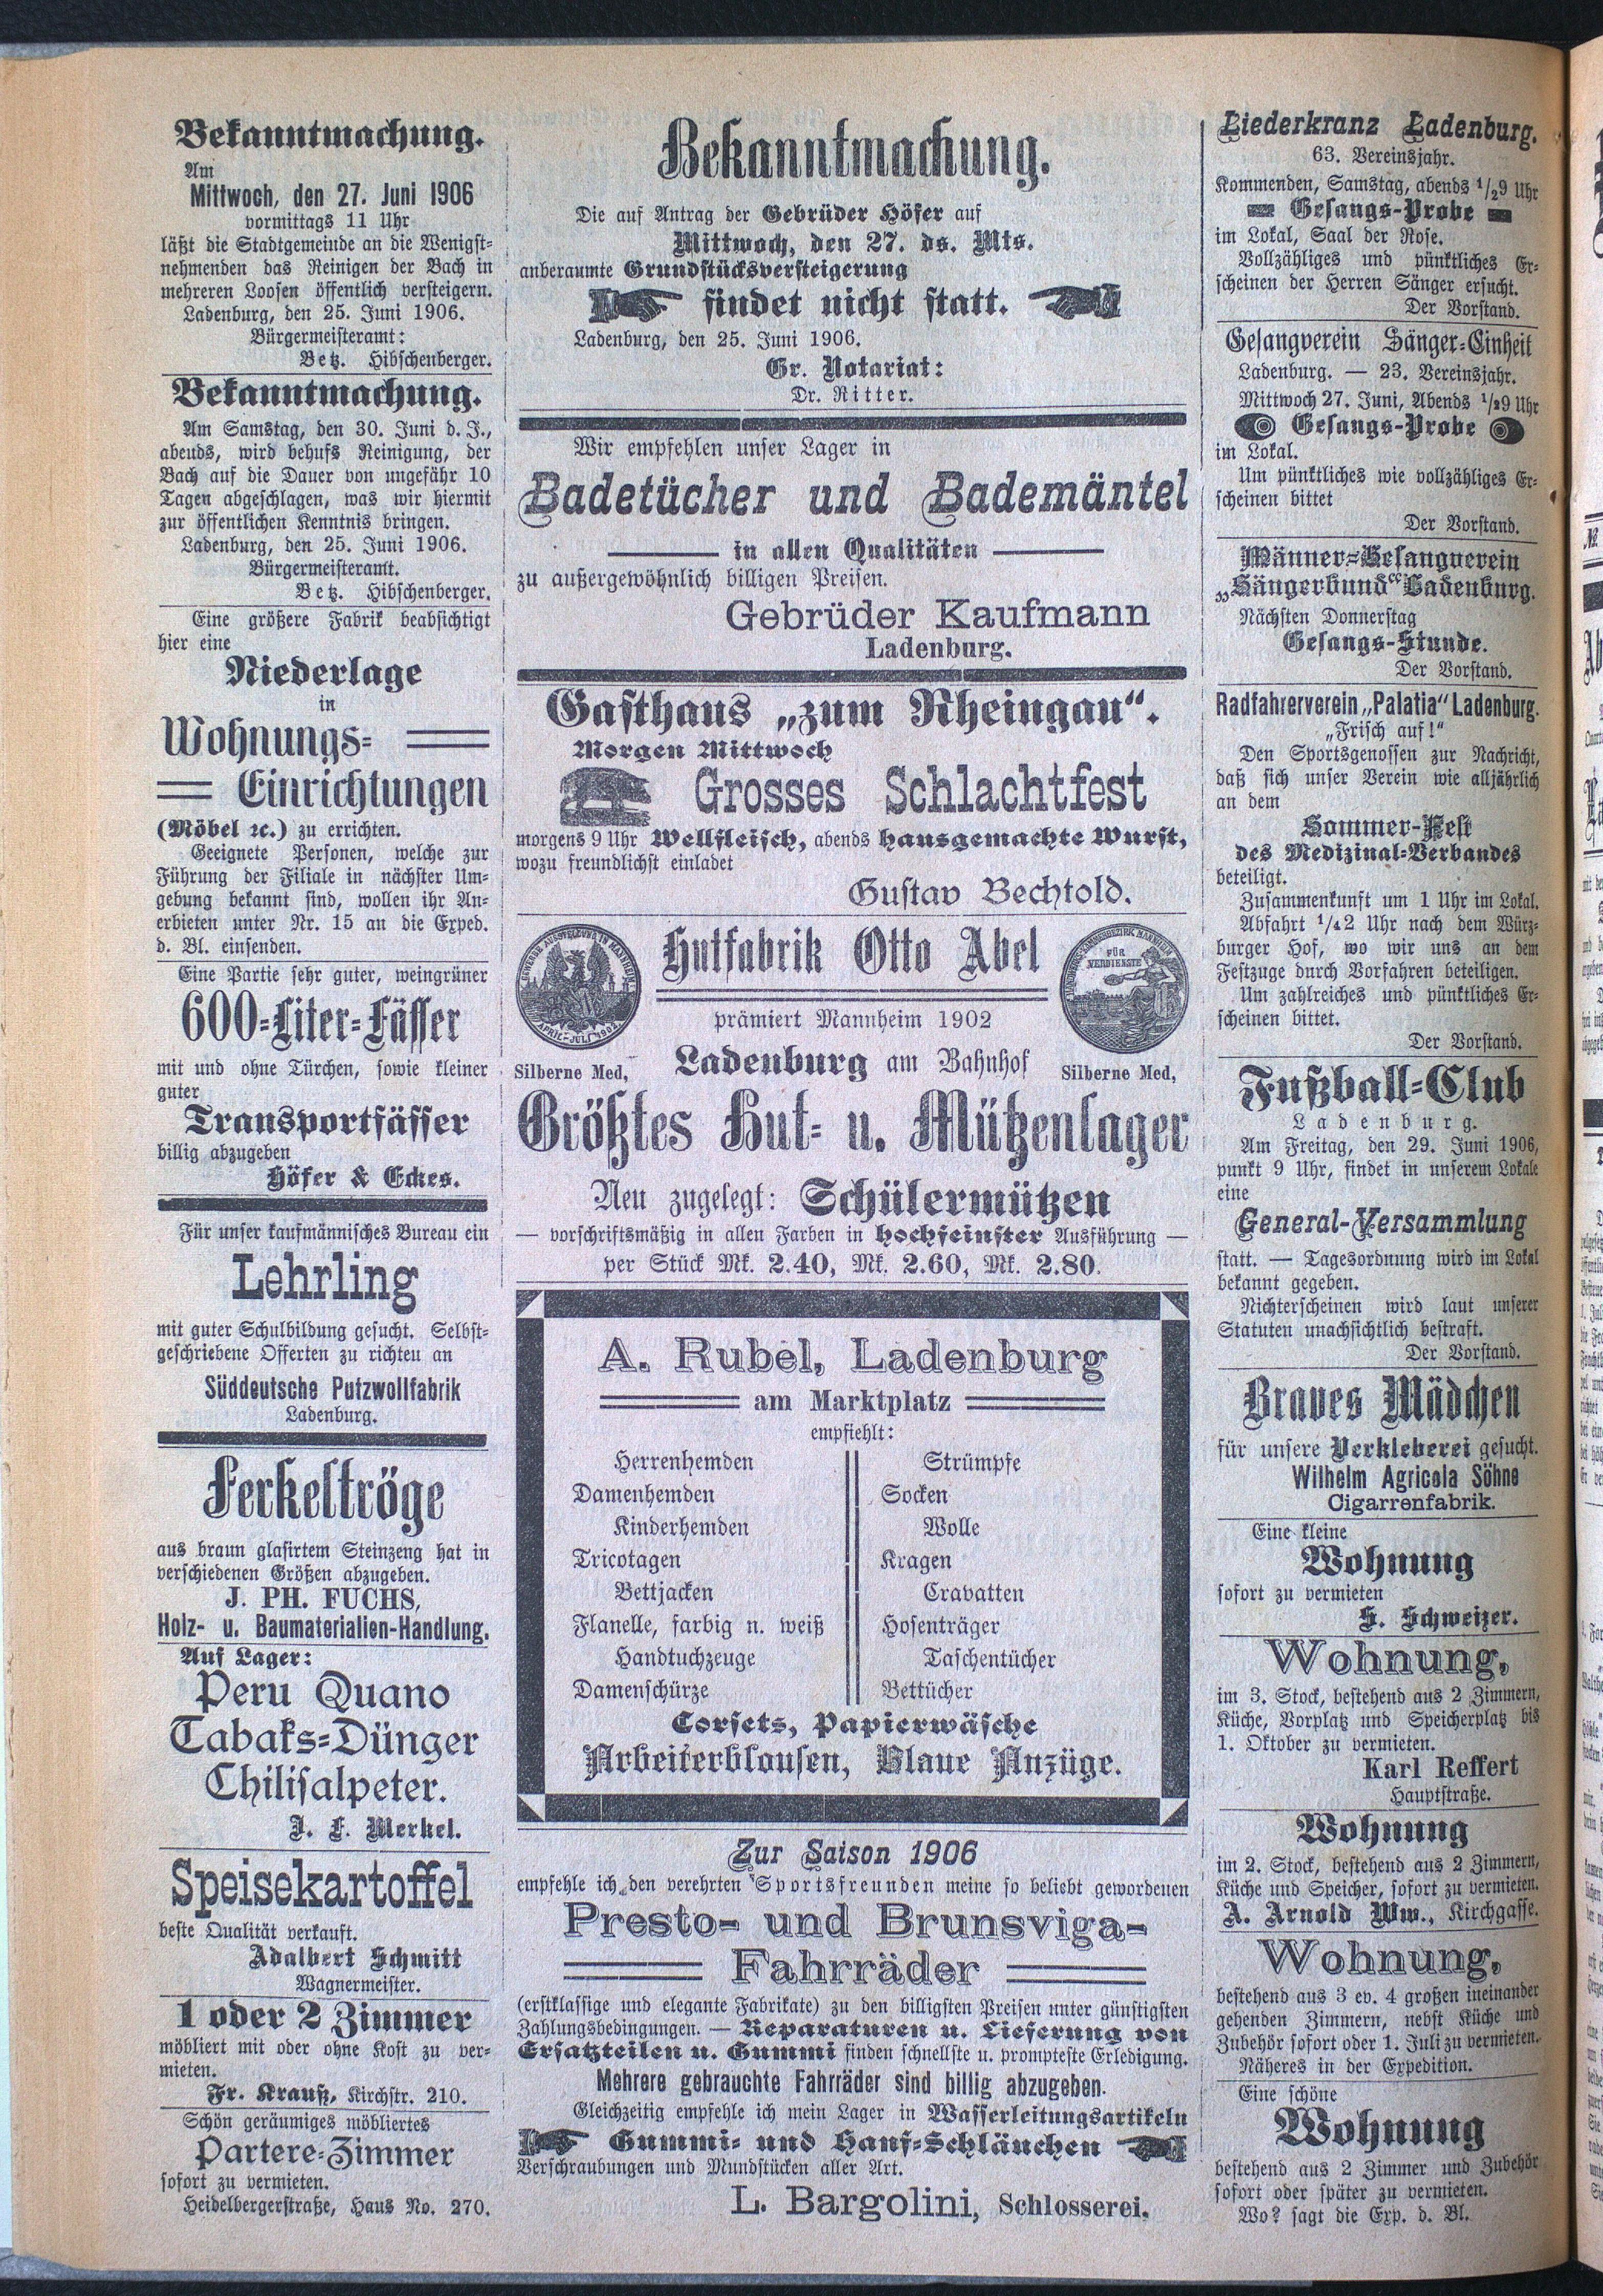 Bekanntmachung.
Am
Mittwoch, den 27. Juni 1906
vormittags 11 Uhr
läßt die Stadtgemeinde an die Wenigst-
nehmenden das Reinigen der Bach in
mehreren Loosen öffentlich versteigern.
Ladenburg, den 25. Juni 1906.
Bürgermeisteramt:
Betz. Hibschenberger.
Bekanntmachung.
Am Samstag, den 30. Juni d. J.,
abends, wird behufs Reinigung, der
Bach auf die Dauer von ungefähr 10
Tagen abgeschlagen, was wir hiermit
zur öffentlichen Kenntnis bringen.
Ladenburg, den 25. Juni 1906.
Bürgermeisteramt.
Betz. Hibschenberger.
Eine größere Fabrik beabsichtigt
hier eine
Niederlage
in
Wohnungs-
Einrichtungen
(Möbel ꝛc.) zu errichten.
Geeignete Personen, welche zur
Führung der Filiale in nächster Um-
gebung bekannt sind, wollen ihr An-
erbieten unter Nr. 15 an die Exped.
d. Bl. einsenden.
Eine Partie sehr guter, weingrüner
600-Liter-Fässer
mit und ohne Türchen, sowie kleiner
guter
Transportfässer
billig abzugeben
Höfer & Eckes.
Für unser kaufmännisches Bureau ein
Lehrling
mit guter Schulbildung gesucht. Selbst-
geschriebene Offerten zu richten an
Süddeutsche Putzwollfabrik
Ladenburg.
Ferkeltröge
aus braun glasirtem Steinzeng hat in
verschiedenen Größen abzugeben.
J. PH. FUCHS,
Holz- u. Baumaterialien-Handlung.
Auf Lager:
Peru Quano
Tabaks-Dünger
Chilisalpeter.
J. F. Merkel.
Speisekartoffel
beste Qualität verkauft.
Adalbert Schmitt
Wagnermeister.
1 oder 2 Zimmer
möbliert mit oder ohne Kost zu ver-
mieten.
Fr. Krauß, Kirchstr. 210.
Schön geräumiges möbliertes
Partere-Zimmer
sofort zu vermieten.
Heidelbergerstraße, Haus No. 270.
Bekanntmachung.
Die auf Antrag der Gebrüder Höfer auf
Mittwoch, den 27. ds. Mts.
anberaumte Grundstücksversteigerung
findet nicht statt.
Ladenburg, den 25. Juni 1906.
Gr. Notariat:
Dr. Ritter.
Wir empfehlen unser Lager in
Badetücher und Bademäntel
in allen Qualitäten
zu außergewöhnlich billigen Preisen.
Gebrüder Kaufmann
Ladenburg.
Gasthaus „zum Rheingau“.
Morgen Mittwoch
Grosses Schlachtfest
morgens 9 Uhr Wellfleisch, abends hausgemachte Wurst,
wozu freundlichst einladet
Gustav Bechtold.
Hutfabrik Otto Abel
FÜR
VERDIENSTE
APRIL-JULI 1902
prämiert Mannheim 1902
Ladenburg am Bahnhof
Silberne Med,
Silberne Med,
Größtes Hut- u. Mützenlager
Neu zugelegt: Schülermützen
— vorschriftsmäßig in allen Farben in hochfeinster Ausführung —
per Stück Mk. 2.40, Mk. 2.60, Mk. 2.80.
A. Rubel, Ladenburg
am Marktplatz
empfiehlt:
Herrenhemden
Damenhemden
Kinderhemden
Tricotagen
Bettjacken
Flanelle, farbig n. weiß
Handtuchzeuge
Damenschürze
Strümpfe
Socken
Wolle
Kragen
Cravatten
Hosenträger
Taschentücher
Bettücher
Corsets, Papierwäsche
Arbeiterblousen, Blaue Anzüge.
Zur Saison 1906
empfehle ich den verehrten Sportsfreunden meine so beliebt gewordenen
Presto- und Brunsviga-
Fahrräder
(erstklassige und elegante Fabrikate) zu den billigsten Preisen unter günstigsten
Zahlungsbedingungen. — Reparaturen u. Lieferung von
Ersatzteilen u. Gummi finden schnellste u. prompteste Erledigung.
Mehrere gebrauchte Fahrräder sind billig abzugeben.
Gleichzeitig empfehle ich mein Lager in Wasserleitungsartikeln
Gummi- und Hanf-Schläuchen
Verschraubungen und Mundstücken aller Art.
L. Bargolini, Schlosserei.
Liederkranz Ladenburg.
63. Vereinsjahr.
Kommenden, Samstag, abends 1/29 Uhr
Gesangs-Probe
im Lokal, Saal der Rose.
Vollzähliges und pünktliches Er-
scheinen der Herren Sänger ersucht.
Der Vorstand.
Gesangverein Sänger-Einheit
Ladenburg. — 23. Vereinsjahr.
Mittwoch 27. Juni, Abends 1/29 Uhr
Gesangs-Probe
im Lokal.
Um pünktliches wie vollzähliges Er-
scheinen bittet
Der Vorstand.
Männer-Gesangverein
„Sängerbund“ Ladenburg.
Nächsten Donnerstag
Gesangs-Stunde.
Der Vorstand.
Radfahrerverein „Palatia“ Ladenburg.
„Frisch auf!“
Den Sportsgenossen zur Nachricht,
daß sich unser Verein wie alljährlich
an dem
Sommer-Fest
des Medizinal-Verbandes
beteiligt.
Zusammenkunft um 1 Uhr im Lokal.
Abfahrt 1/42 Uhr nach dem Würz-
burger Hof, wo wir uns an dem
Festzuge durch Vorfahren beteiligen.
Um zahlreiches und pünktliches Er-
scheinen bittet.
Der Vorstand.
Fußball-Club
Ladenburg.
Am Freitag, den 29. Juni 1906,
punkt 9 Uhr, findet in unserem Lokale
eine
General-Versammlung
statt. — Tagesordnung wird im Lokal
bekannt gegeben.
Nichterscheinen wird laut unserer
Statuten unachsichtlich bestraft.
Der Vorstand.
Braves Mädchen
für unsere Verkleberei gesucht.
Wilhelm Agricola Söhne
Cigarrenfabrik.
Eine kleine
Wohnung
sofort zu vermieten
S. Schweizer.
Wohnung,
im 3. Stock, bestehend aus 2 Zimmern,
Küche, Vorplatz und Speicherplatz bis
1. Oktober zu vermieten.
Karl Reffert
Hauptstraße.
Wohnung
im 2. Stock, bestehend aus 2 Zimmern,
Küche und Speicher, sofort zu vermieten.
A. Arnold Ww., Kirchgasse.
Wohnung,
bestehend aus 3 ev. 4 großen ineinander
gehenden Zimmern, nebst Küche und
Zubehör sofort oder 1. Juli zu vermieten.
Näheres in der Expedition.
Eine schöne
Wohnung
bestehend aus 2 Zimmer und Zubehör
sofort oder später zu vermieten.
Wo? sagt die Exp. d. Bl.